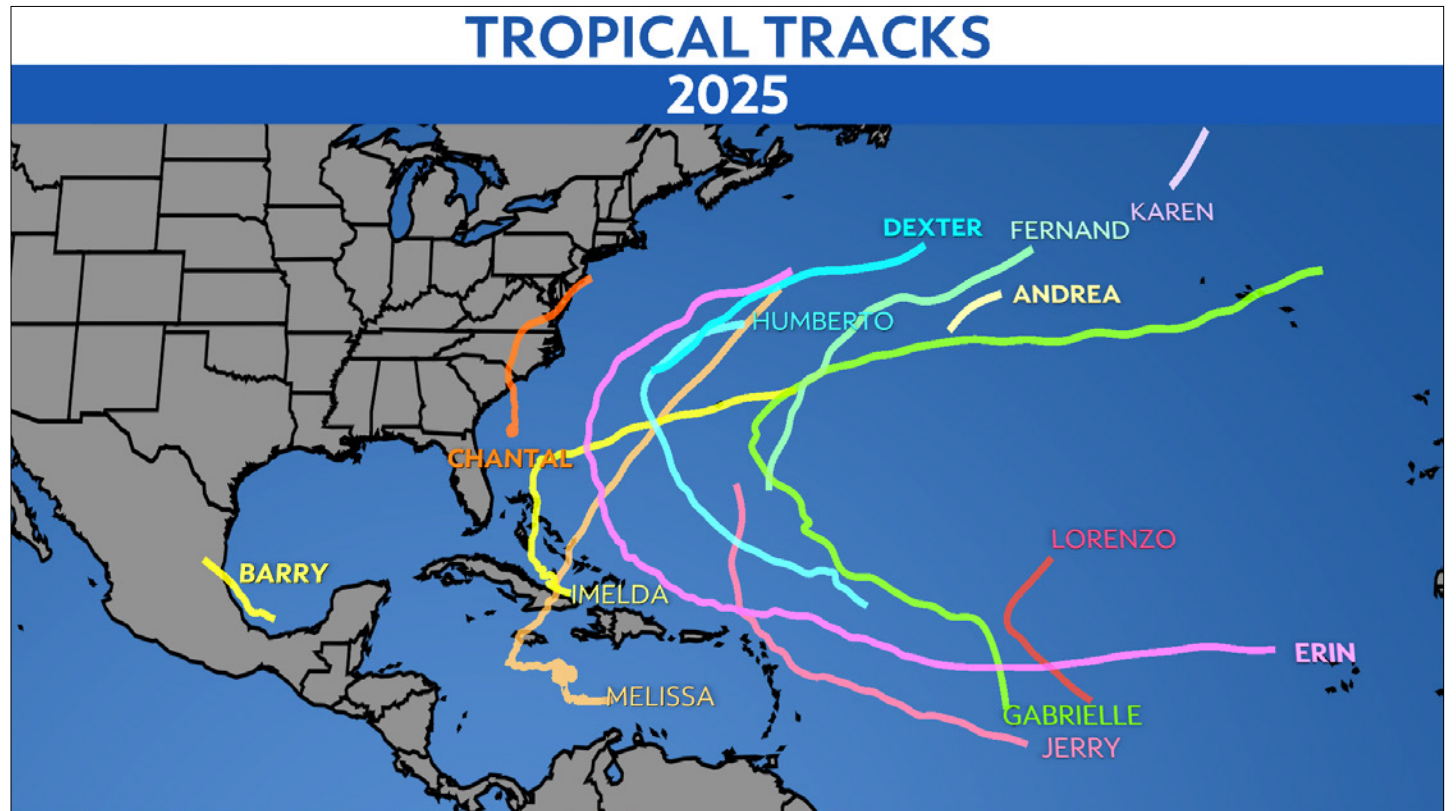 TROPICAL TRACKS
2025
KAREN
DEXTER
FERNAND
ANDREA
HUMBERTO
CHANTAL
LORENZO
BARRY
IMELDA
ERIN
MELISSA
GABRIELLE
JERRY